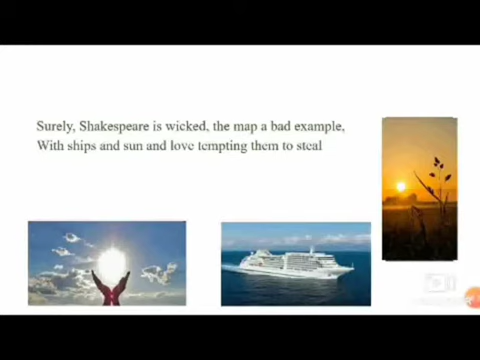 Surely, Shakespeare is wicked, the map a bad example,
With ships and sun and love tempting them to steal